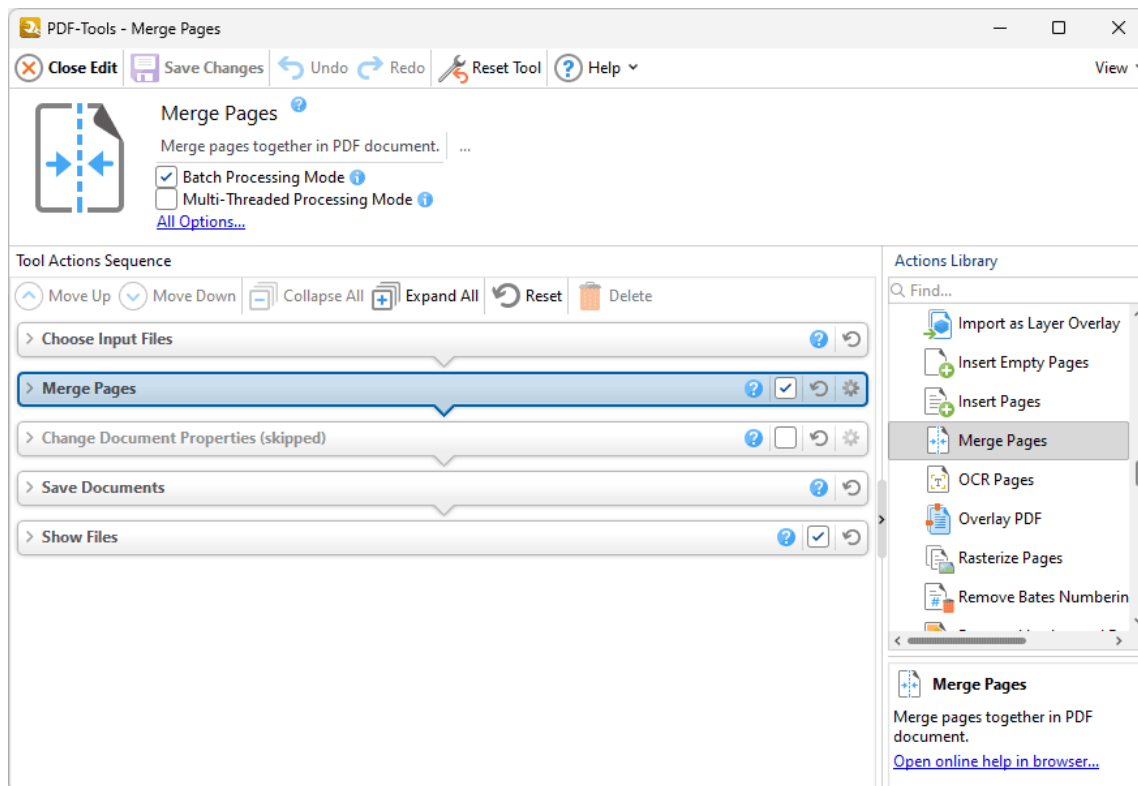 PDF-Tools - Merge Pages
Close Edit Save Changes Undo Redo Reset Tool ? Help View
Merge Pages ?
Merge pages together in PDF document. ...
Batch Processing Mode i
Multi-Threaded Processing Mode i
All Options...
Tool Actions Sequence
Move Up Move Down Collapse All Expand All Reset Delete
Choose Input Files ?
Merge Pages ?
Change Document Properties (skipped) ?
Save Documents ?
Show Files ?
Actions Library
Find...
Import as Layer Overlay
Insert Empty Pages
Insert Pages
Merge Pages
OCR Pages
Overlay PDF
Rasterize Pages
Remove Bates Numberin
Merge Pages
Merge pages together in PDF
document.
Open online help in browser...